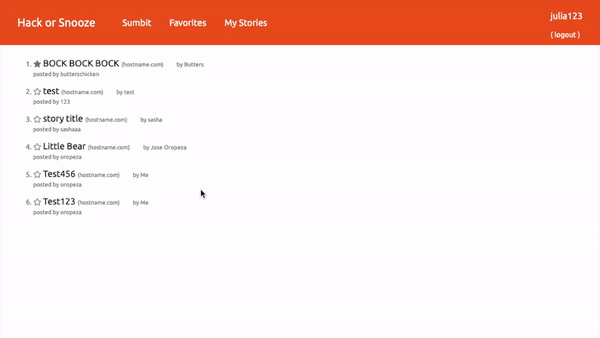 Hack or Snooze Sumbit Favorites My Stories julia123
( logout )
1. BOCK BOCK BOCK (hostname.com) by Butters
posted by butterschicken
2. test (hostname.com) by test
posted by 123
3. story title (hostname.com) by sasha
posted by sashaaa
4. Little Bear (hostname.com) by Jose Oropeza
posted by oropeza
5. Test456 (hostname.com) by Me
posted by oropeza
6. Test123 (hostname.com) by Me
posted by oropeza